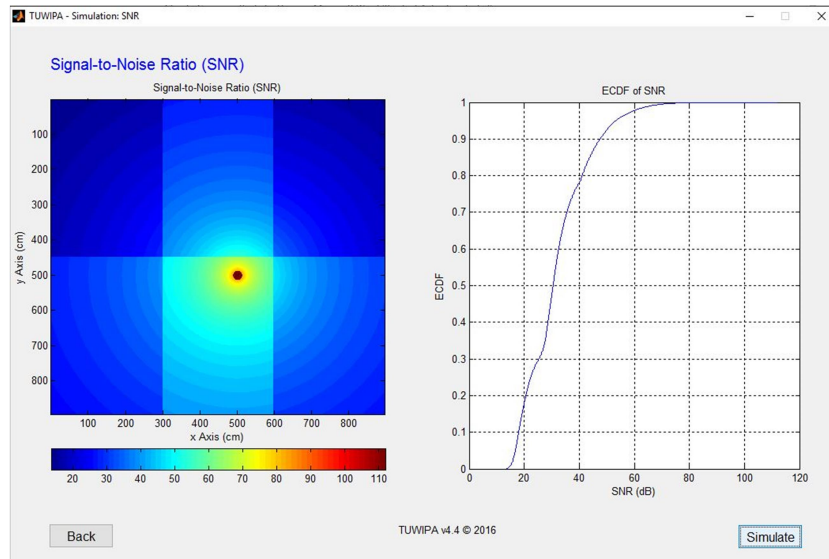 TUWIPA - Simulation: SNR
Signal-to-Noise Ratio (SNR)
Signal-to-Noise Ratio (SNR)
100
200
300
400
500
600
700
800
y Axis (cm)
100 200 300 400 500 600 700 800
x Axis (cm)
20 30 40 50 60 70 80 90 100 110
ECDF of SNR
1
0.9
0.8
0.7
0.6
0.5
0.4
0.3
0.2
0.1
0
ECDF
0 20 40 60 80 100 120
SNR (dB)
Back
TUWIPA v4.4 © 2016
Simulate